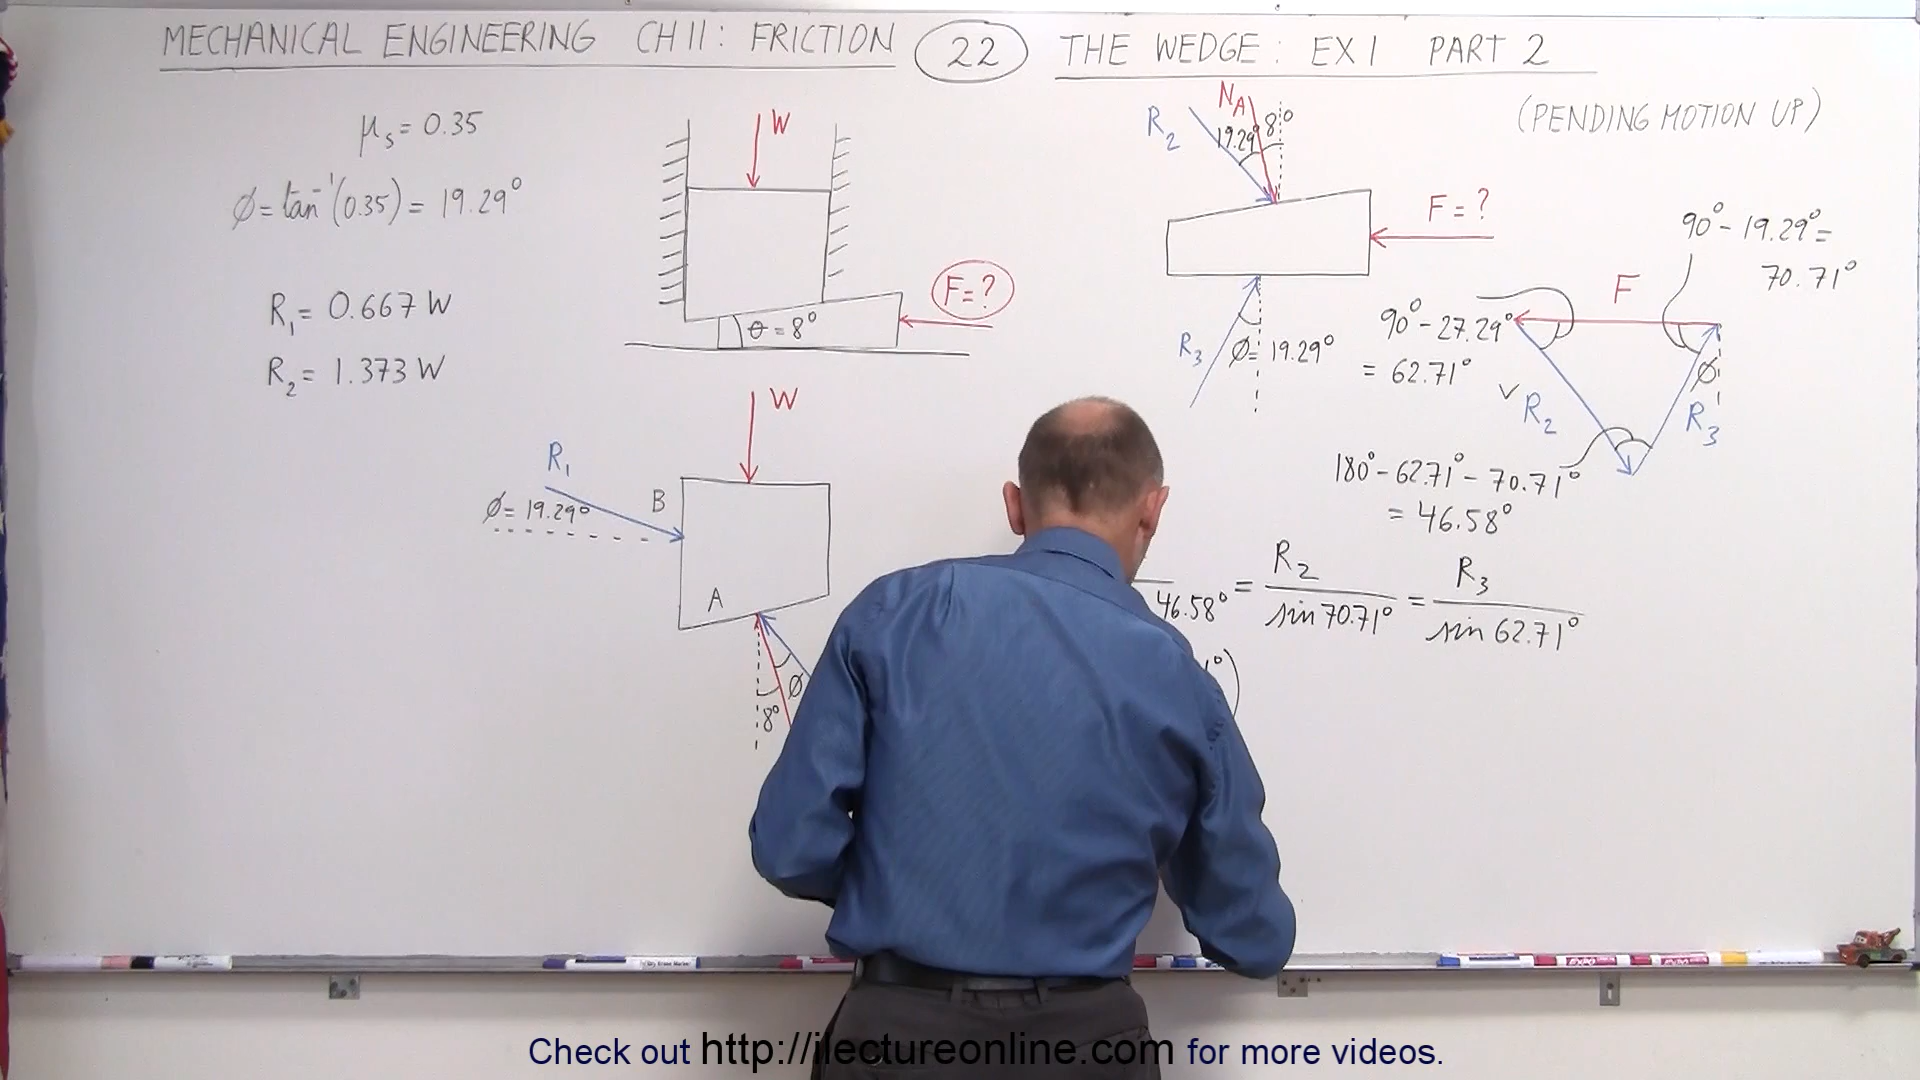 MECHANICAL ENGINEERING CH 11: FRICTION 22 THE WEDGE: EX 1 PART 2
(PENDING MOTION UP)
μs = 0.35
ø = tan⁻¹(0.35) = 19.29°
R1 = 0.667 W
R2 = 1.373 W
W
F = ?
θ = 8°
W
R1
ø = 19.29°
B
A
ø
8°
R2
NA
19.29°
8°
F = ?
R3
ø = 19.29°
90° - 19.29° =
70.71°
F
90° - 27.29°
= 62.71°
ø
R2
R3
180° - 62.71° - 70.71°
= 46.58°
46.58° = R2 / sin 70.71° = R3 / sin 62.71°
Check out http://ilectureonline.com for more videos.